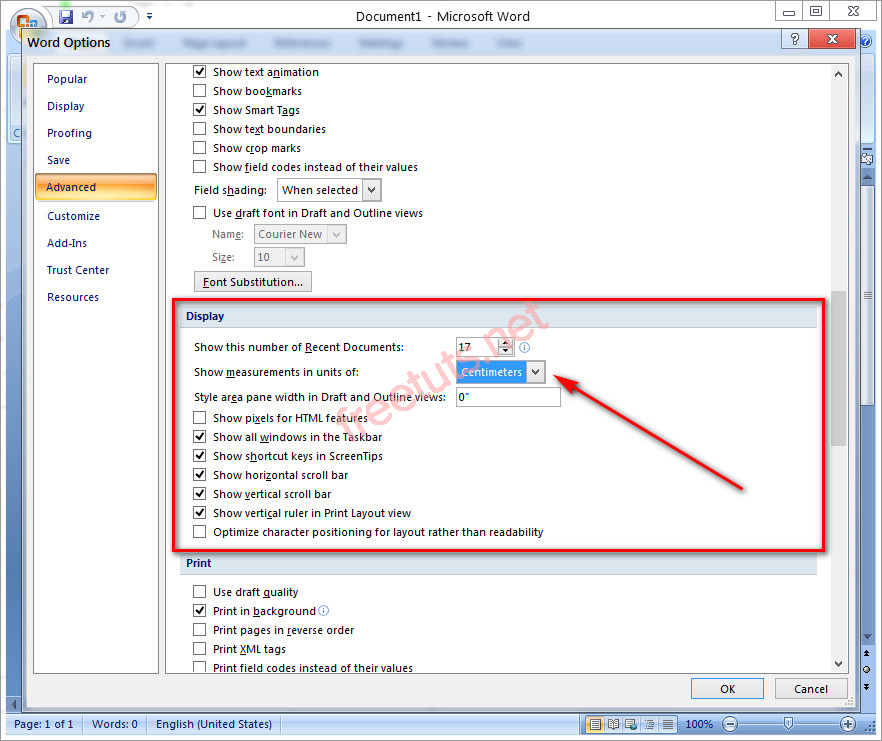 Document1 - Microsoft Word
Word Options
Insert Page Layout References Mailings Review View
Popular
Display
Proofing
Save
Advanced
Customize
Add-Ins
Trust Center
Resources
Show text animation
Show bookmarks
Show Smart Tags
Show text boundaries
Show crop marks
Show field codes instead of their values
Field shading: When selected
Use draft font in Draft and Outline views
Name: Courier New
Size: 10
Font Substitution...
Display
Show this number of Recent Documents: 17
Show measurements in units of: Centimeters
Style area pane width in Draft and Outline views: 0"
Show pixels for HTML features
Show all windows in the Taskbar
Show shortcut keys in ScreenTips
Show horizontal scroll bar
Show vertical scroll bar
Show vertical ruler in Print Layout view
Optimize character positioning for layout rather than readability
freetuts.net
Print
Use draft quality
Print in background
Print pages in reverse order
Print XML tags
Print field codes instead of their values
OK Cancel
Page: 1 of 1 Words: 0 English (United States) 100%